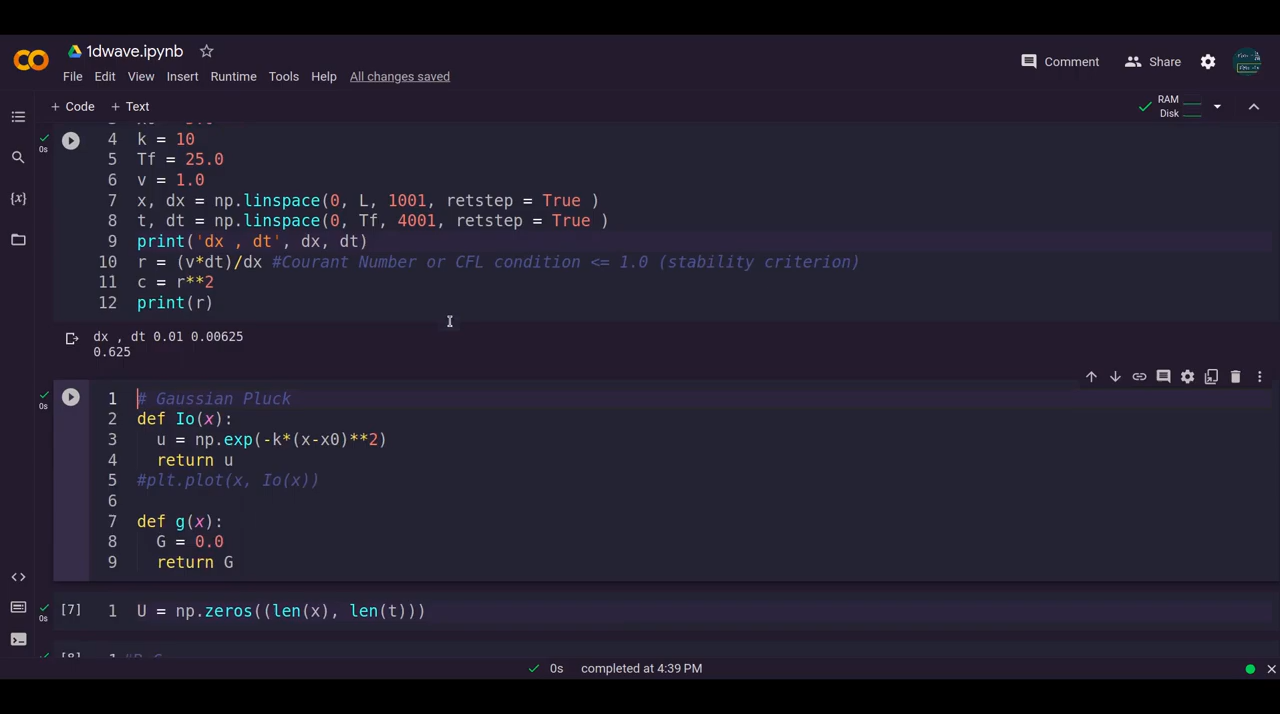 1dwave.ipynb
File Edit View Insert Runtime Tools Help All changes saved
Comment Share
+ Code + Text
RAM
Disk
0s
4 k = 10
5 Tf = 25.0
6 v = 1.0
7 x, dx = np.linspace(0, L, 1001, retstep = True )
8 t, dt = np.linspace(0, Tf, 4001, retstep = True )
9 print('dx , dt', dx, dt)
10 r = (v*dt)/dx #Courant Number or CFL condition <= 1.0 (stability criterion)
11 c = r**2
12 print(r)
dx , dt 0.01 0.00625
0.625
0s
1 # Gaussian Pluck
2 def Io(x):
3 u = np.exp(-k*(x-x0)**2)
4 return u
5 #plt.plot(x, Io(x))
6
7 def g(x):
8 G = 0.0
9 return G
0s
[7] 1 U = np.zeros((len(x), len(t)))
[8] 1
0s completed at 4:39 PM